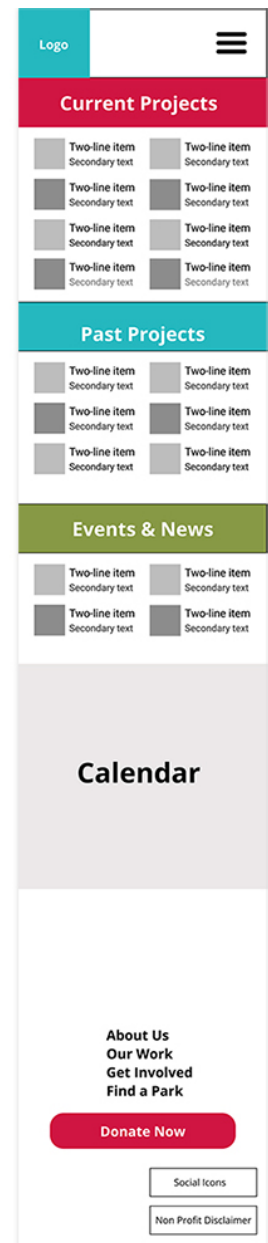 Logo
Current Projects
Two-line item
Secondary text
Two-line item
Secondary text
Two-line item
Secondary text
Two-line item
Secondary text
Two-line item
Secondary text
Two-line item
Secondary text
Two-line item
Secondary text
Two-line item
Secondary text
Past Projects
Two-line item
Secondary text
Two-line item
Secondary text
Two-line item
Secondary text
Two-line item
Secondary text
Two-line item
Secondary text
Two-line item
Secondary text
Events & News
Two-line item
Secondary text
Two-line item
Secondary text
Two-line item
Secondary text
Two-line item
Secondary text
Calendar
About Us
Our Work
Get Involved
Find a Park
Donate Now
Social Icons
Non Profit Disclaimer